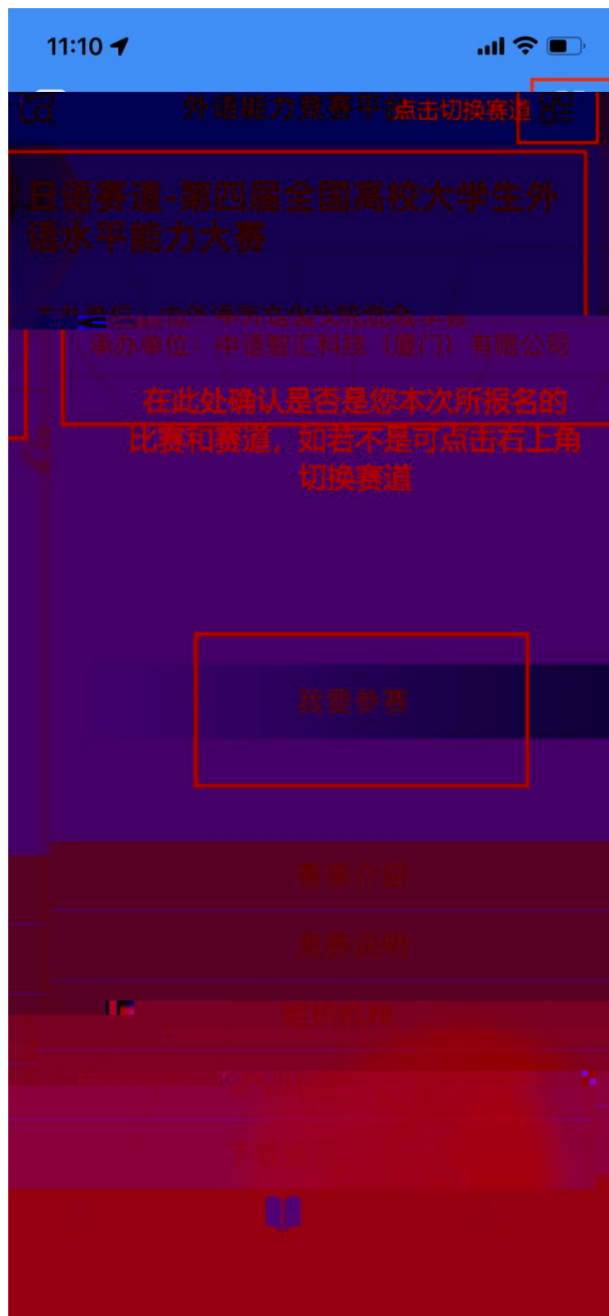 11:10
外语能力竞赛平台
点击切换赛道
日语赛道-第四届全国高校大学生外
语水平能力大赛
承办单位：中语智汇科技（厦门）有限公司
在此处确认是否是您本次所报名的
比赛和赛道，如若不是可点击右上角
切换赛道
我要参赛
赛事介绍
竞赛说明
组织机构